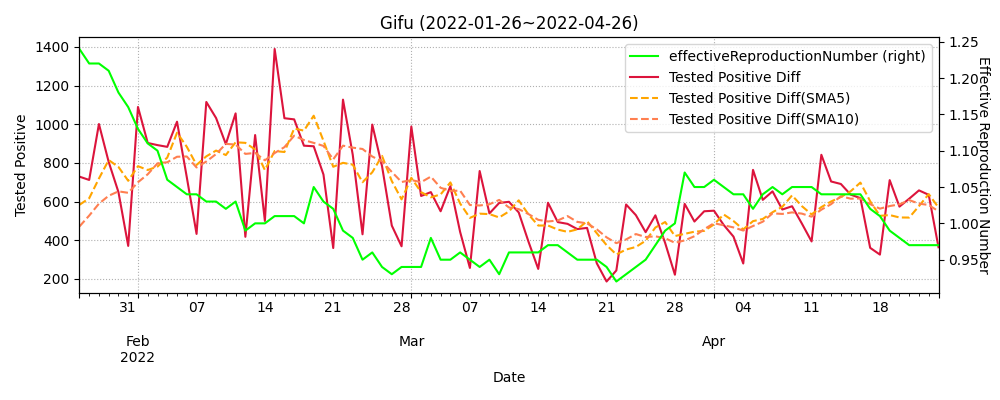 Gifu (2022-01-26~2022-04-26)
effectiveReproductionNumber (right)
Tested Positive Diff
Tested Positive Diff(SMA5)
Tested Positive Diff(SMA10)
Tested Positive
1400
1200
1000
800
600
400
200
Effective Reproduction Number
1.25
1.20
1.15
1.10
1.05
1.00
0.95
31 07 14 21 28 07 14 21 28 04 11 18
Feb Mar Apr
2022
Date